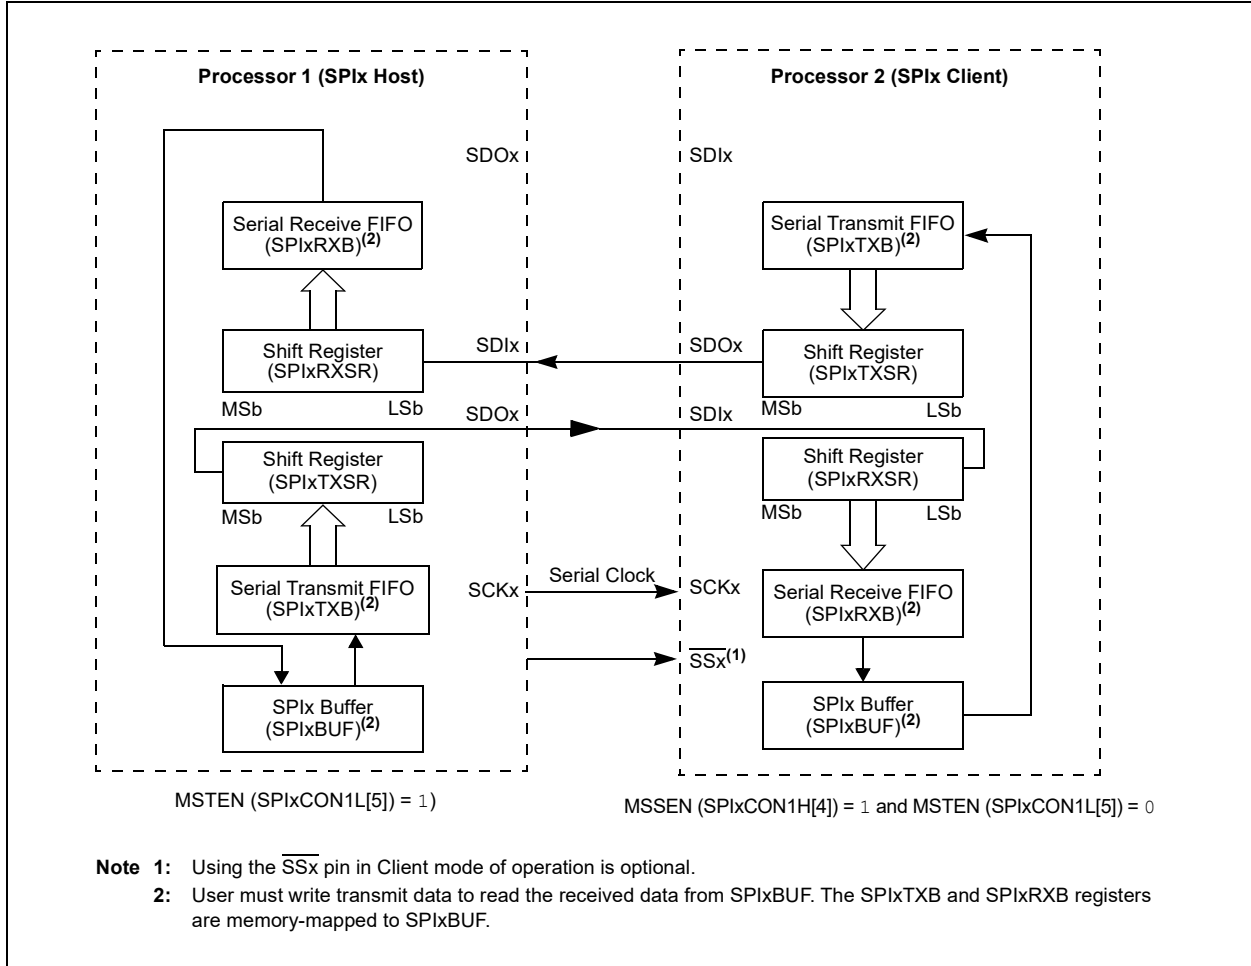 Processor 1 (SPIx Host)
SDOx
Serial Receive FIFO
(SPIxRXB)(2)
Shift Register
(SPIxRXSR)
SDIx
MSb
LSb
SDOx
Shift Register
(SPIxTXSR)
MSb
LSb
Serial Transmit FIFO
(SPIxTXB)(2)
SCKx
Serial Clock
SPIx Buffer
(SPIxBUF)(2)
MSTEN (SPIxCON1L[5]) = 1)
Processor 2 (SPIx Client)
SDIx
Serial Transmit FIFO
(SPIxTXB)(2)
SDOx
Shift Register
(SPIxTXSR)
MSb
LSb
SDIx
Shift Register
(SPIxRXSR)
MSb
LSb
SCKx
Serial Receive FIFO
(SPIxRXB)(2)
SSx(1)
SPIx Buffer
(SPIxBUF)(2)
MSSEN (SPIxCON1H[4]) = 1 and MSTEN (SPIxCON1L[5]) = 0
Note 1: Using the SSx pin in Client mode of operation is optional.
2: User must write transmit data to read the received data from SPIxBUF. The SPIxTXB and SPIxRXB registers
are memory-mapped to SPIxBUF.